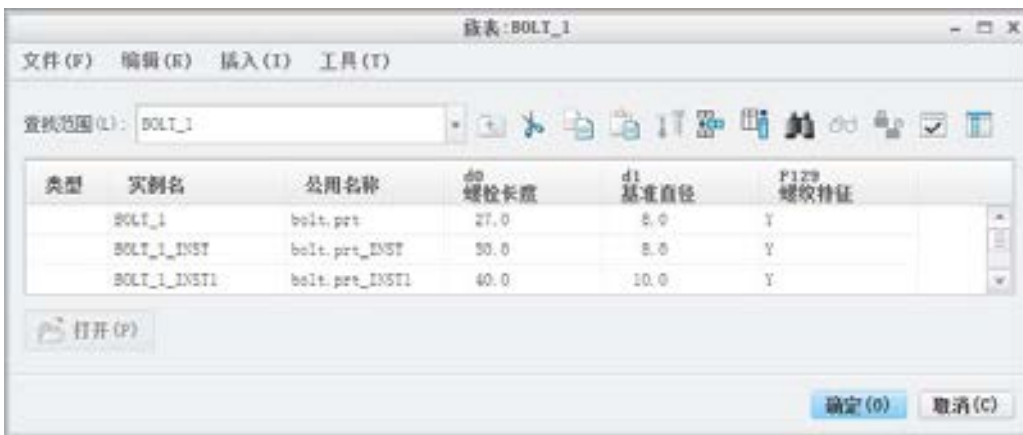 族表:BOLT_1
文件(F) 编辑(E) 插入(I) 工具(T)
查找范围(L): BOLT_1
类型 实例名 公用名称 d0 螺栓长度 d1 基准直径 F129 螺纹特征
BOLT_1 bolt.prt 27.0 8.0 Y
BOLT_1_INST bolt.prt_INST 30.0 8.0 Y
BOLT_1_INST1 bolt.prt_INST1 40.0 10.0 Y
打开(P)
确定(O) 取消(C)